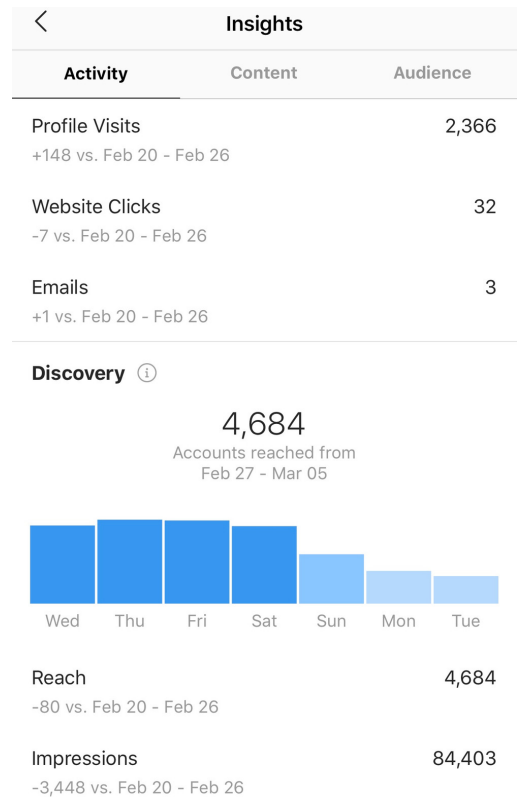 Insights
Activity Content Audience
Profile Visits 2,366
+148 vs. Feb 20 - Feb 26
Website Clicks 32
-7 vs. Feb 20 - Feb 26
Emails 3
+1 vs. Feb 20 - Feb 26
Discovery i
4,684
Accounts reached from
Feb 27 - Mar 05
Wed Thu Fri Sat Sun Mon Tue
Reach 4,684
-80 vs. Feb 20 - Feb 26
Impressions 84,403
-3,448 vs. Feb 20 - Feb 26